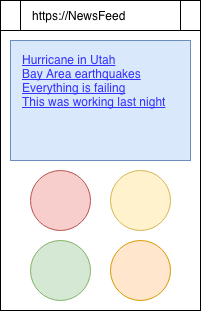 https://NewsFeed
Hurricane in Utah
Bay Area earthquakes
Everything is failing
This was working last night